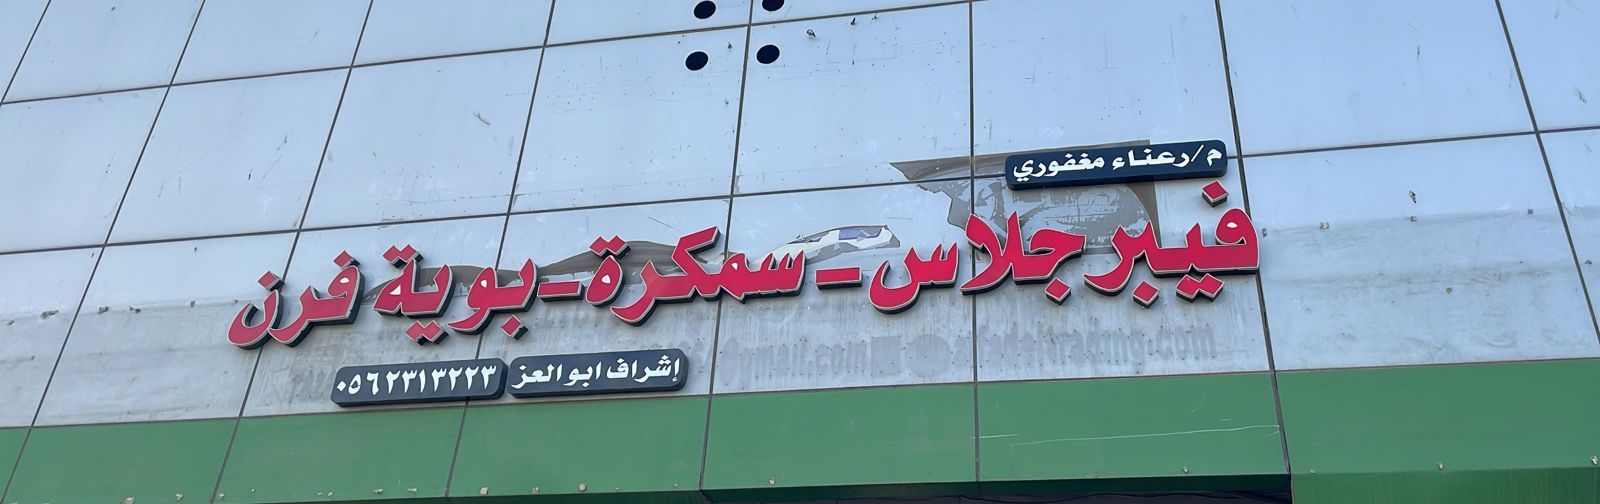 م/رعناء مغفوري
فيبر جلاس - سمكرة - بوية فرن
إشراف ابو العز ٠٥٦٢٣١٣٢٢٣